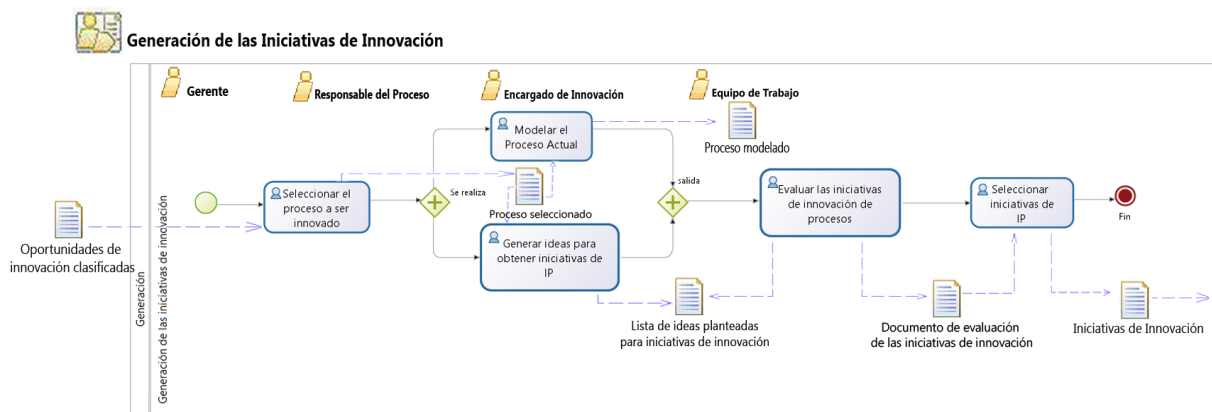 Generación de las Iniciativas de Innovación
Gerente
Responsable del Proceso
Encargado de Innovación
Equipo de Trabajo
Generación
Generación de las iniciativas de innovación
Oportunidades de
innovación clasificadas
Seleccionar el
proceso a ser
innovado
Se realiza
Modelar el
Proceso Actual
Proceso modelado
Proceso seleccionado
Generar ideas para
obtener iniciativas de
IP
salida
Lista de ideas planteadas
para iniciativas de innovación
Evaluar las iniciativas
de innovación de
procesos
Documento de evaluación
de las iniciativas de innovación
Seleccionar
iniciativas de
IP
Fin
Iniciativas de Innovación